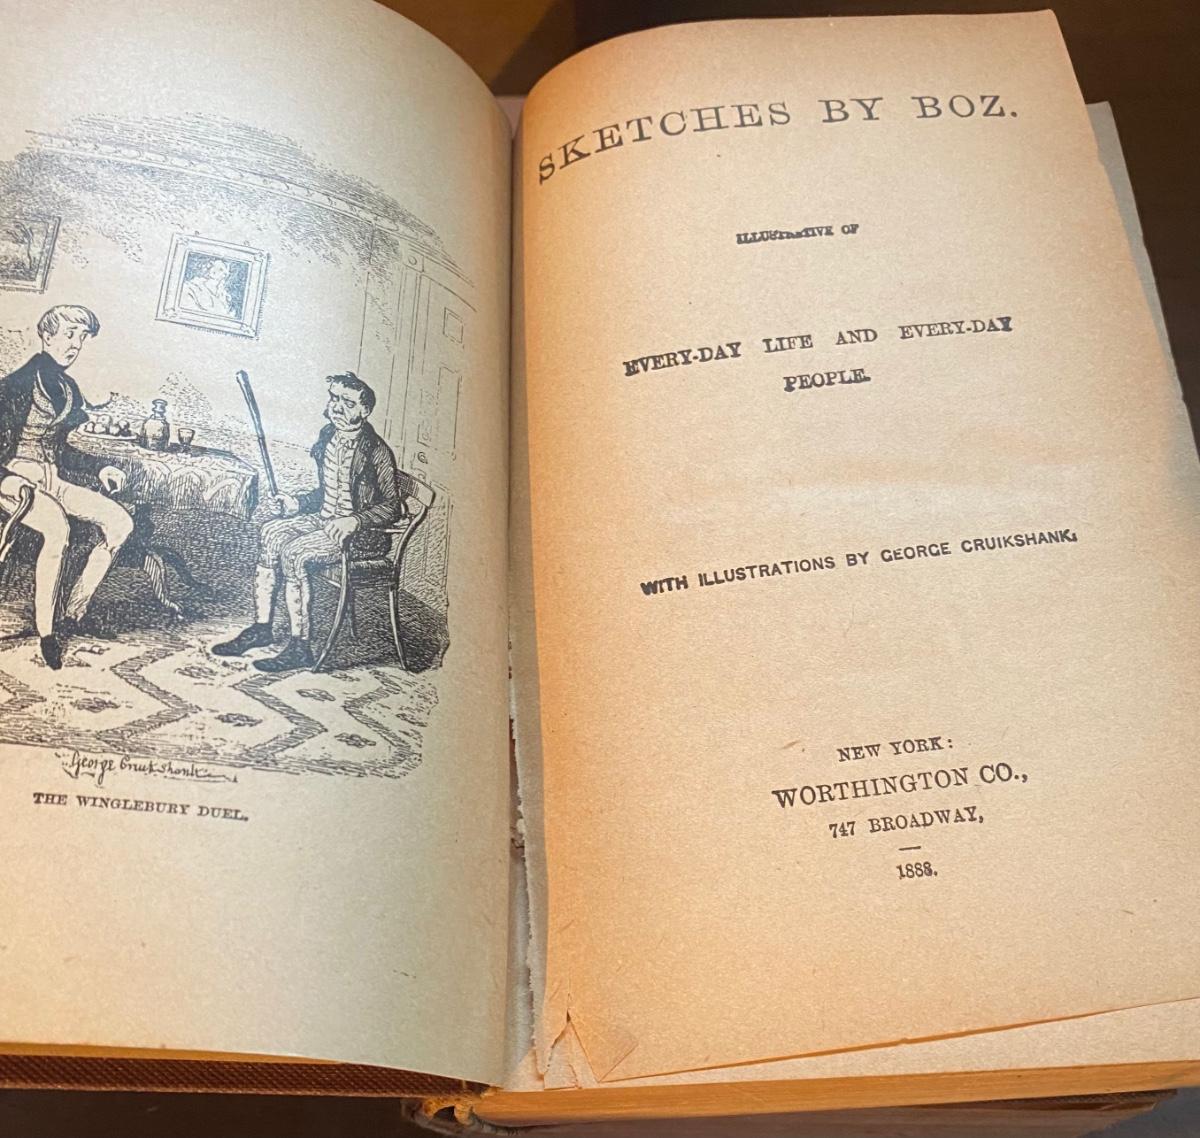 George Cruikshank
THE WINGLEBURY DUEL.
SKETCHES BY BOZ.
ILLUSTRATIVE OF
EVERY-DAY LIFE AND EVERY-DAY
PEOPLE.
WITH ILLUSTRATIONS BY GEORGE CRUIKSHANK.
NEW YORK:
WORTHINGTON CO.,
747 BROADWAY,
1888.